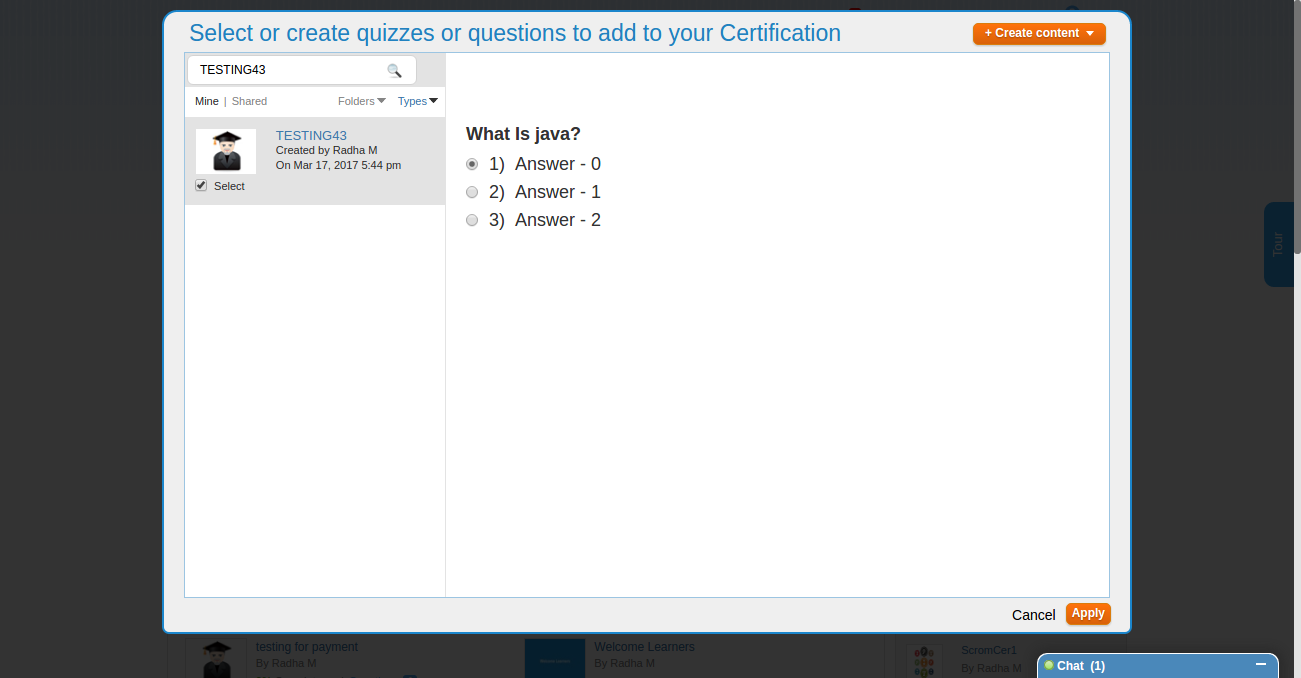 Select or create quizzes or questions to add to your Certification
+ Create content
TESTING43
Mine | Shared
Folders
Types
TESTING43
Created by Radha M
On Mar 17, 2017 5:44 pm
Select
What Is java?
1) Answer - 0
2) Answer - 1
3) Answer - 2
Tour
Cancel
Apply
testing for payment
By Radha M
Welcome Learners
By Radha M
ScromCer1
By Radha M
Chat (1)